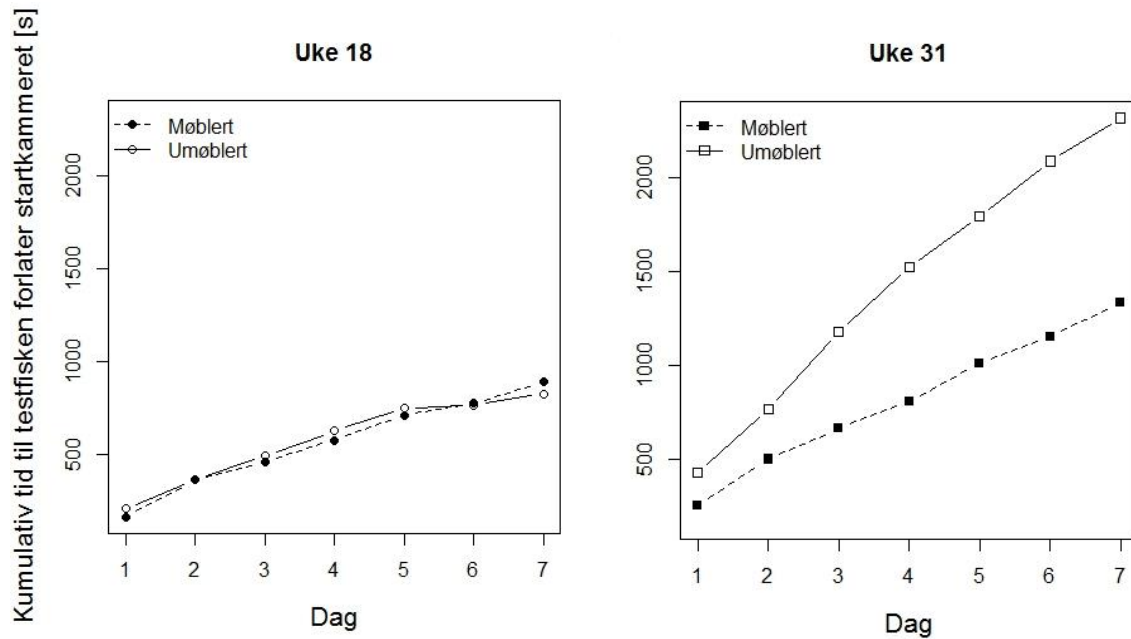 Kumulativ tid til testfisken forlater startkammeret [s]
Uke 18
Møblert
Umøblert
2000
1500
1000
500
1 2 3 4 5 6 7
Dag
Uke 31
Møblert
Umøblert
2000
1500
1000
500
1 2 3 4 5 6 7
Dag